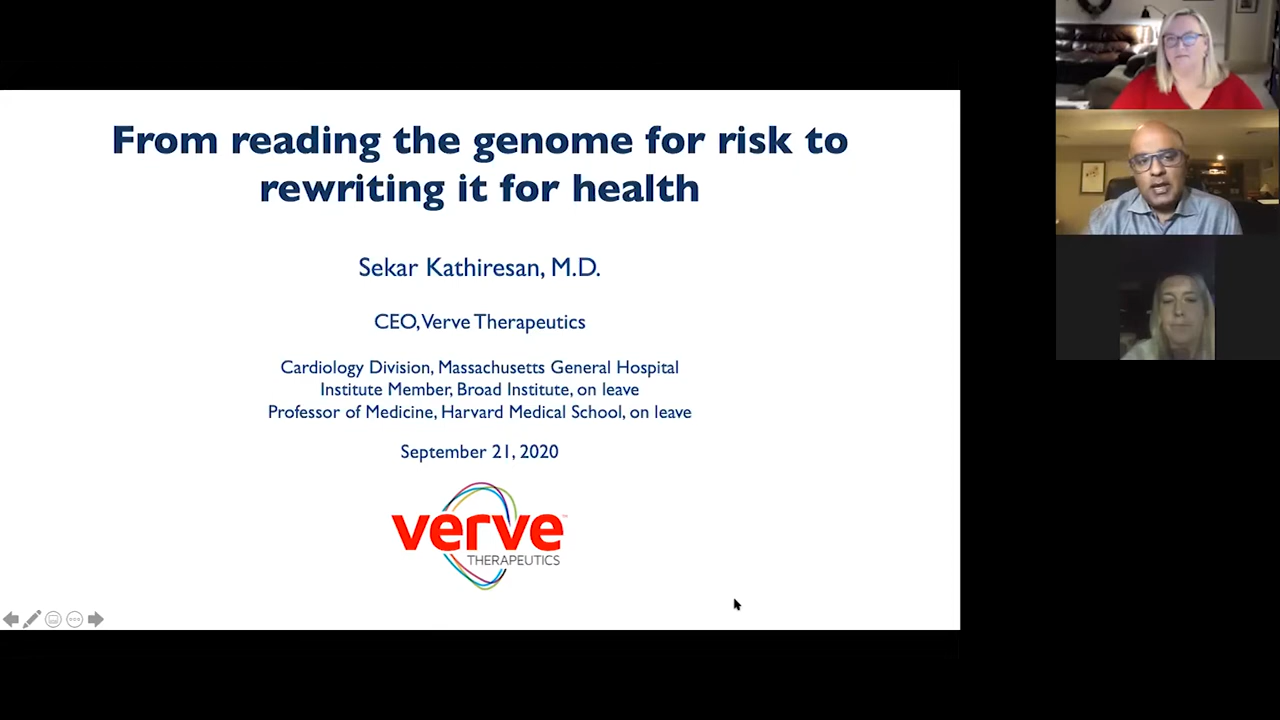 From reading the genome for risk to
rewriting it for health
Sekar Kathiresan, M.D.
CEO, Verve Therapeutics
Cardiology Division, Massachusetts General Hospital
Institute Member, Broad Institute, on leave
Professor of Medicine, Harvard Medical School, on leave
September 21, 2020
verve™
THERAPEUTICS